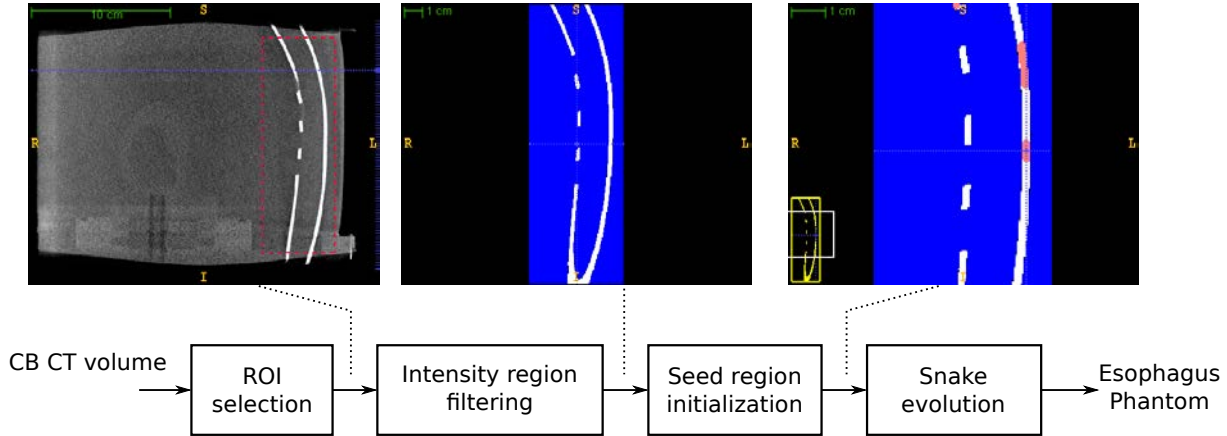 10 cm
S
R
L
I
1 cm
S
R
L
I
1 cm
S
R
L
I
CB CT volume
ROI
selection
Intensity region
filtering
Seed region
initialization
Snake
evolution
Esophagus
Phantom